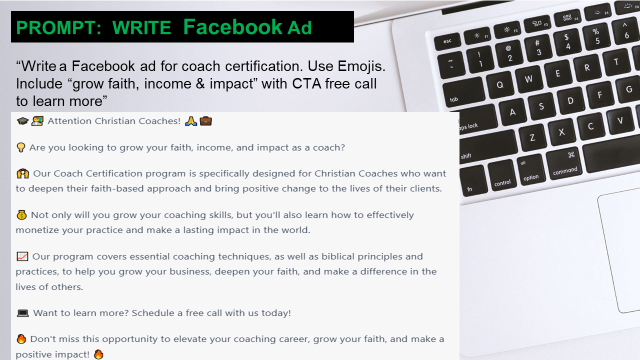 PROMPT: WRITE Facebook Ad
“Write a Facebook ad for coach certification. Use Emojis.
Include “grow faith, income & impact” with CTA free call
to learn more”
🎓👩‍🏫 Attention Christian Coaches! 🙏💼
💡 Are you looking to grow your faith, income, and impact as a coach?
Our Coach Certification program is specifically designed for Christian Coaches who want
to deepen their faith-based approach and bring positive change to the lives of their clients.
💰 Not only will you grow your coaching skills, but you'll also learn how to effectively
monetize your practice and make a lasting impact in the world.
📈 Our program covers essential coaching techniques, as well as biblical principles and
practices, to help you grow your business, deepen your faith, and make a difference in the
lives of others.
💻 Want to learn more? Schedule a free call with us today!
🔥 Don't miss this opportunity to elevate your coaching career, grow your faith, and make a
positive impact! 🔥
esc
! 1
@ 2
# 3
$ 4
% 5
^ 6
tab
Q W E R T Y
A S D F G
shift
Z X C V
fn
control
option
command